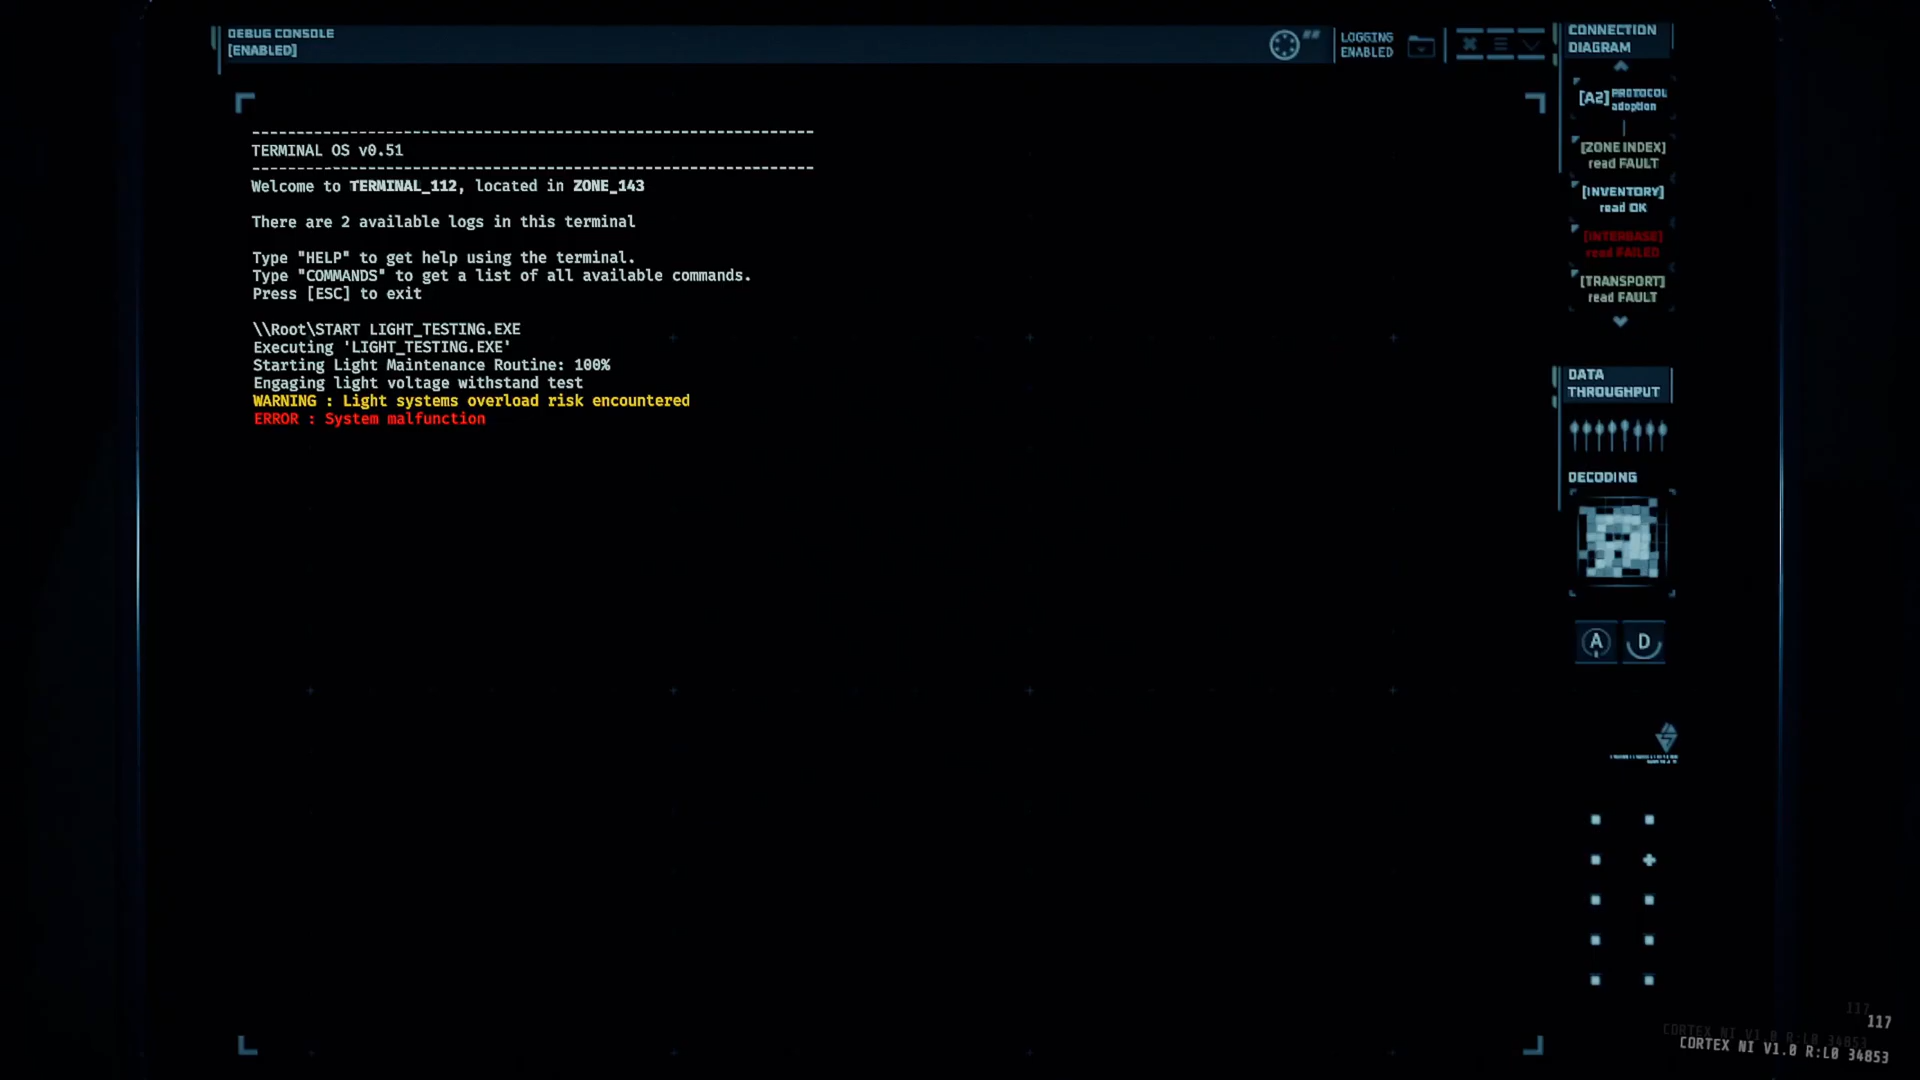 DEBUG CONSOLE
[ENABLED]
LOGGING
ENABLED
------------------------------------------------------------------
TERMINAL OS v0.51
------------------------------------------------------------------
Welcome to TERMINAL_112, located in ZONE_143
There are 2 available logs in this terminal
Type "HELP" to get help using the terminal.
Type "COMMANDS" to get a list of all available commands.
Press [ESC] to exit
\\Root\START LIGHT_TESTING.EXE
Executing 'LIGHT_TESTING.EXE'
Starting Light Maintenance Routine: 100%
Engaging light voltage withstand test
WARNING : Light systems overload risk encountered
ERROR : System malfunction
CONNECTION
DIAGRAM
[A2] PROTOCOL
adoption
[ZONE INDEX]
read FAULT
[INVENTORY]
read OK
[INTERBASE]
read FAILED
[TRANSPORT]
read FAULT
DATA
THROUGHPUT
DECODING
A D
117
CORTEX NI V1.0 R:L0 34853